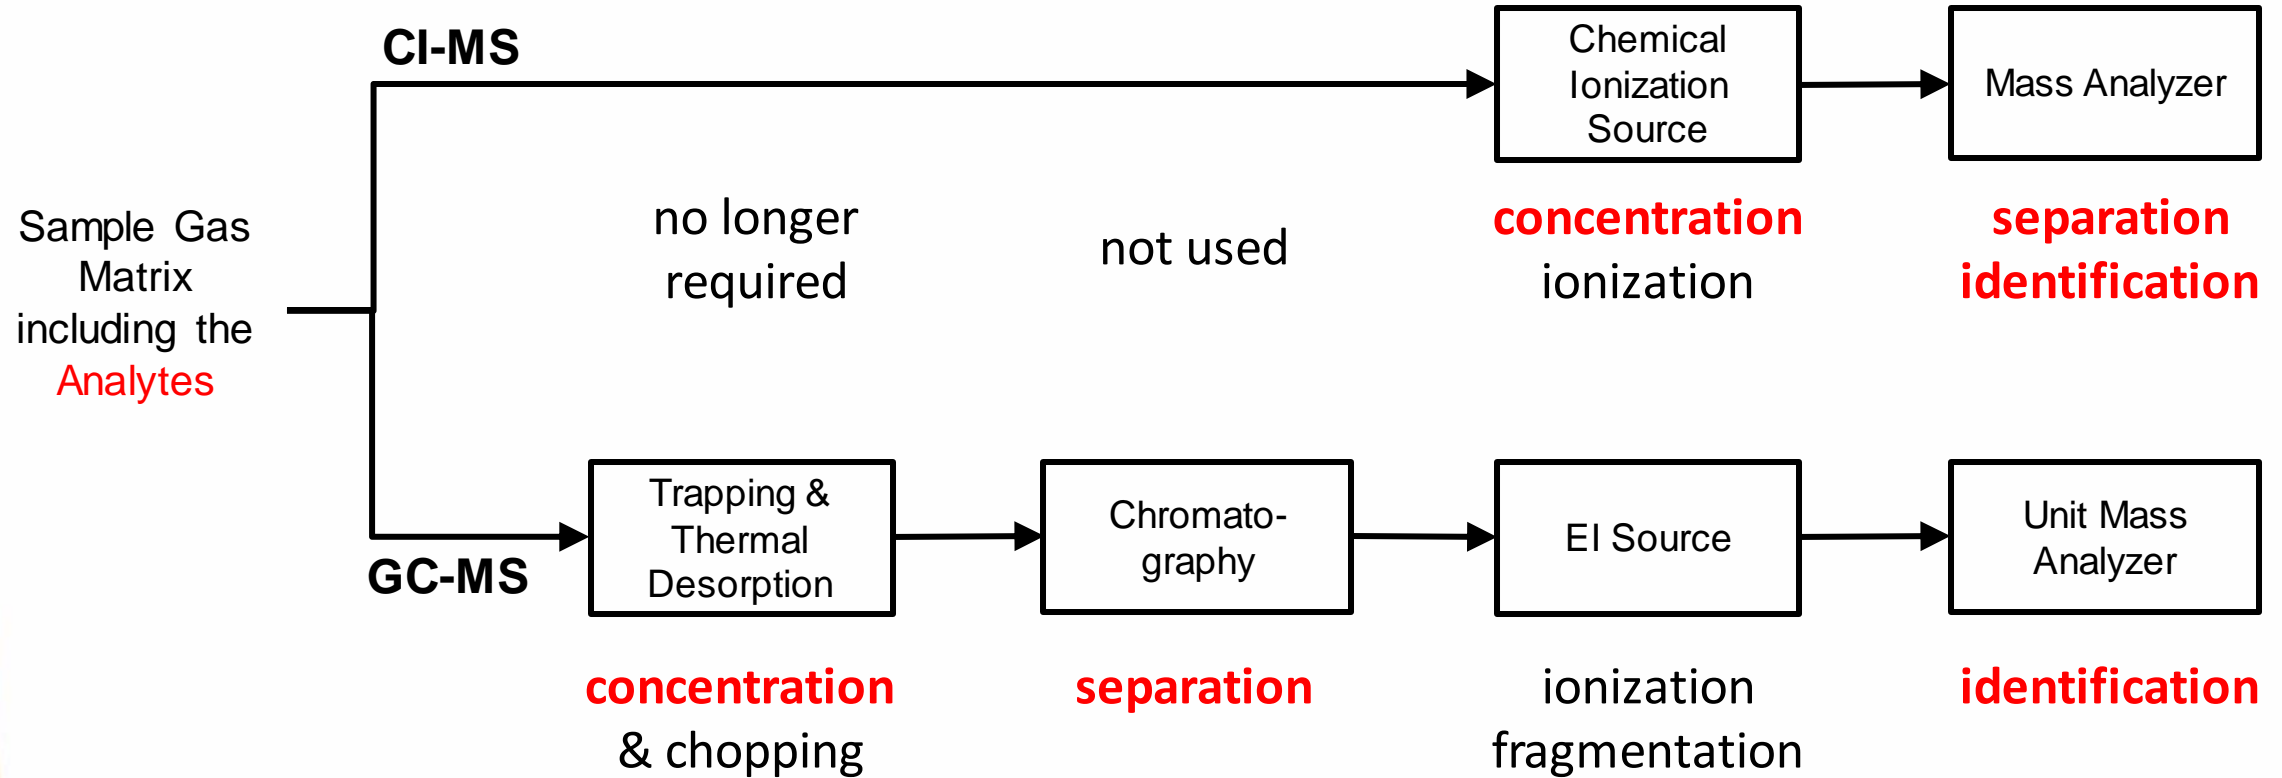 CI-MS
Chemical
Ionization
Source
Mass Analyzer
Sample Gas
Matrix
including the
Analytes
no longer
required
not used
concentration
ionization
separation
identification
GC-MS
Trapping &
Thermal
Desorption
Chromato-
graphy
EI Source
Unit Mass
Analyzer
concentration
& chopping
separation
ionization
fragmentation
identification